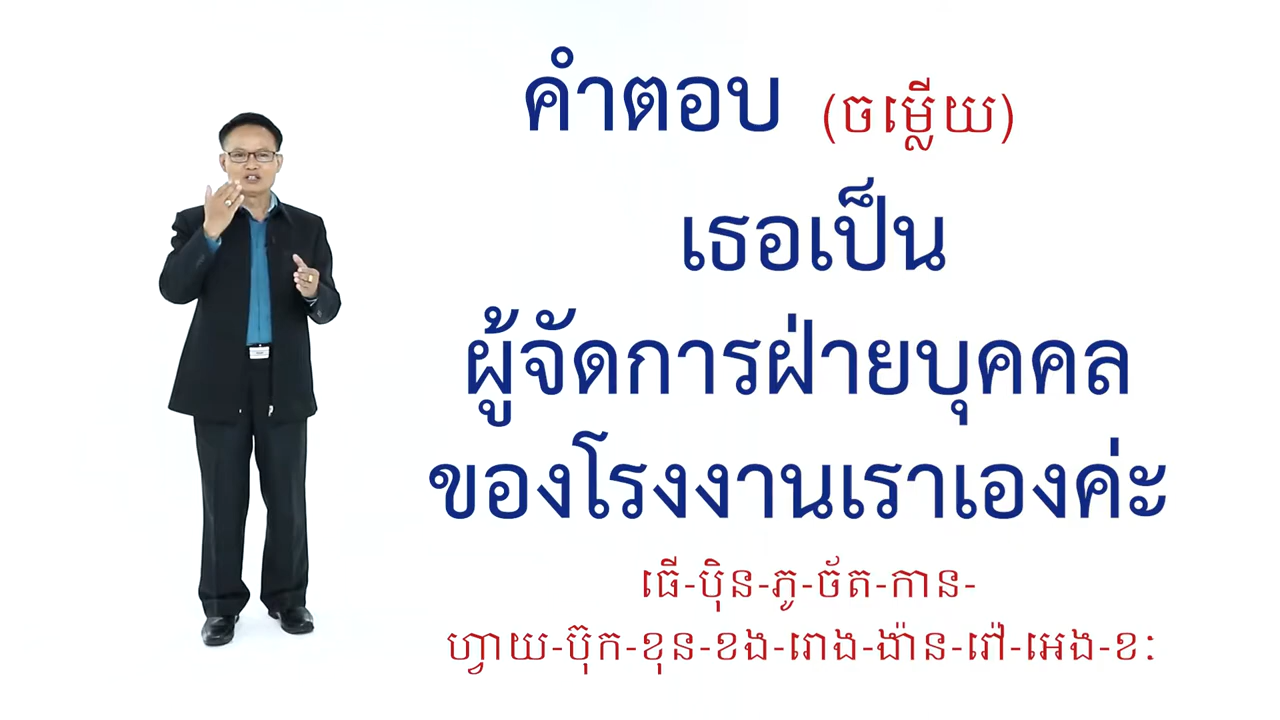 คำตอบ (ចម្លើយ)
เธอเป็น
ผู้จัดการฝ่ายบุคคล
ของโรงงานเราเองค่ะ
ធើ-ប៉ិន-ភូ-ច័ត-កាន-
ហ្វាយ-ប៊ុក-ខុន-ខង-រោង-ង៉ាន-រ៉ៅ-អេង-ខៈ